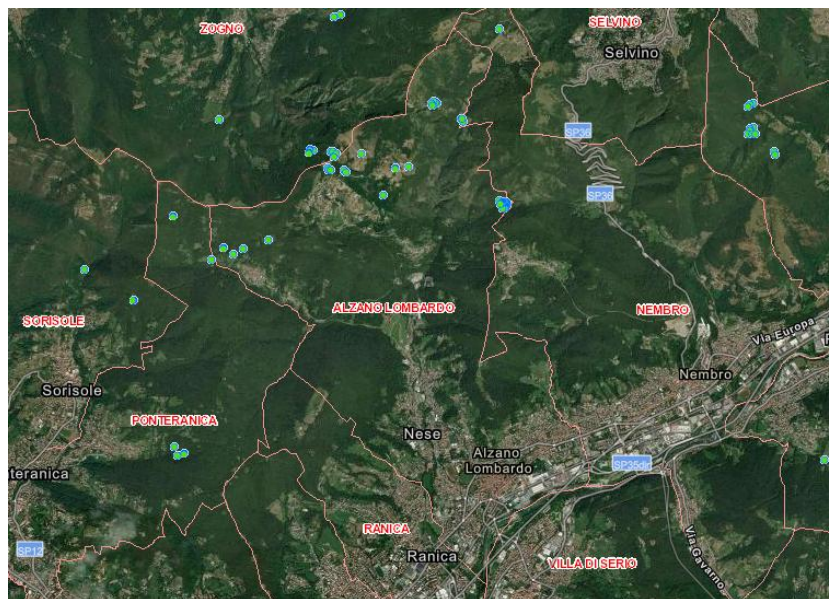 ZOGNO
SELVINO
Selvino
SP36
SP36
SORISOLE
ALZANO LOMBARDO
NEMBRO
Via Europa
Sorisole
Nembro
PONTERANICA
Nese
Alzano
Lombardo
nteranica
SP35dir
RANICA
SP12
Ranica
VILLA DI SERIO
Via Gavarno